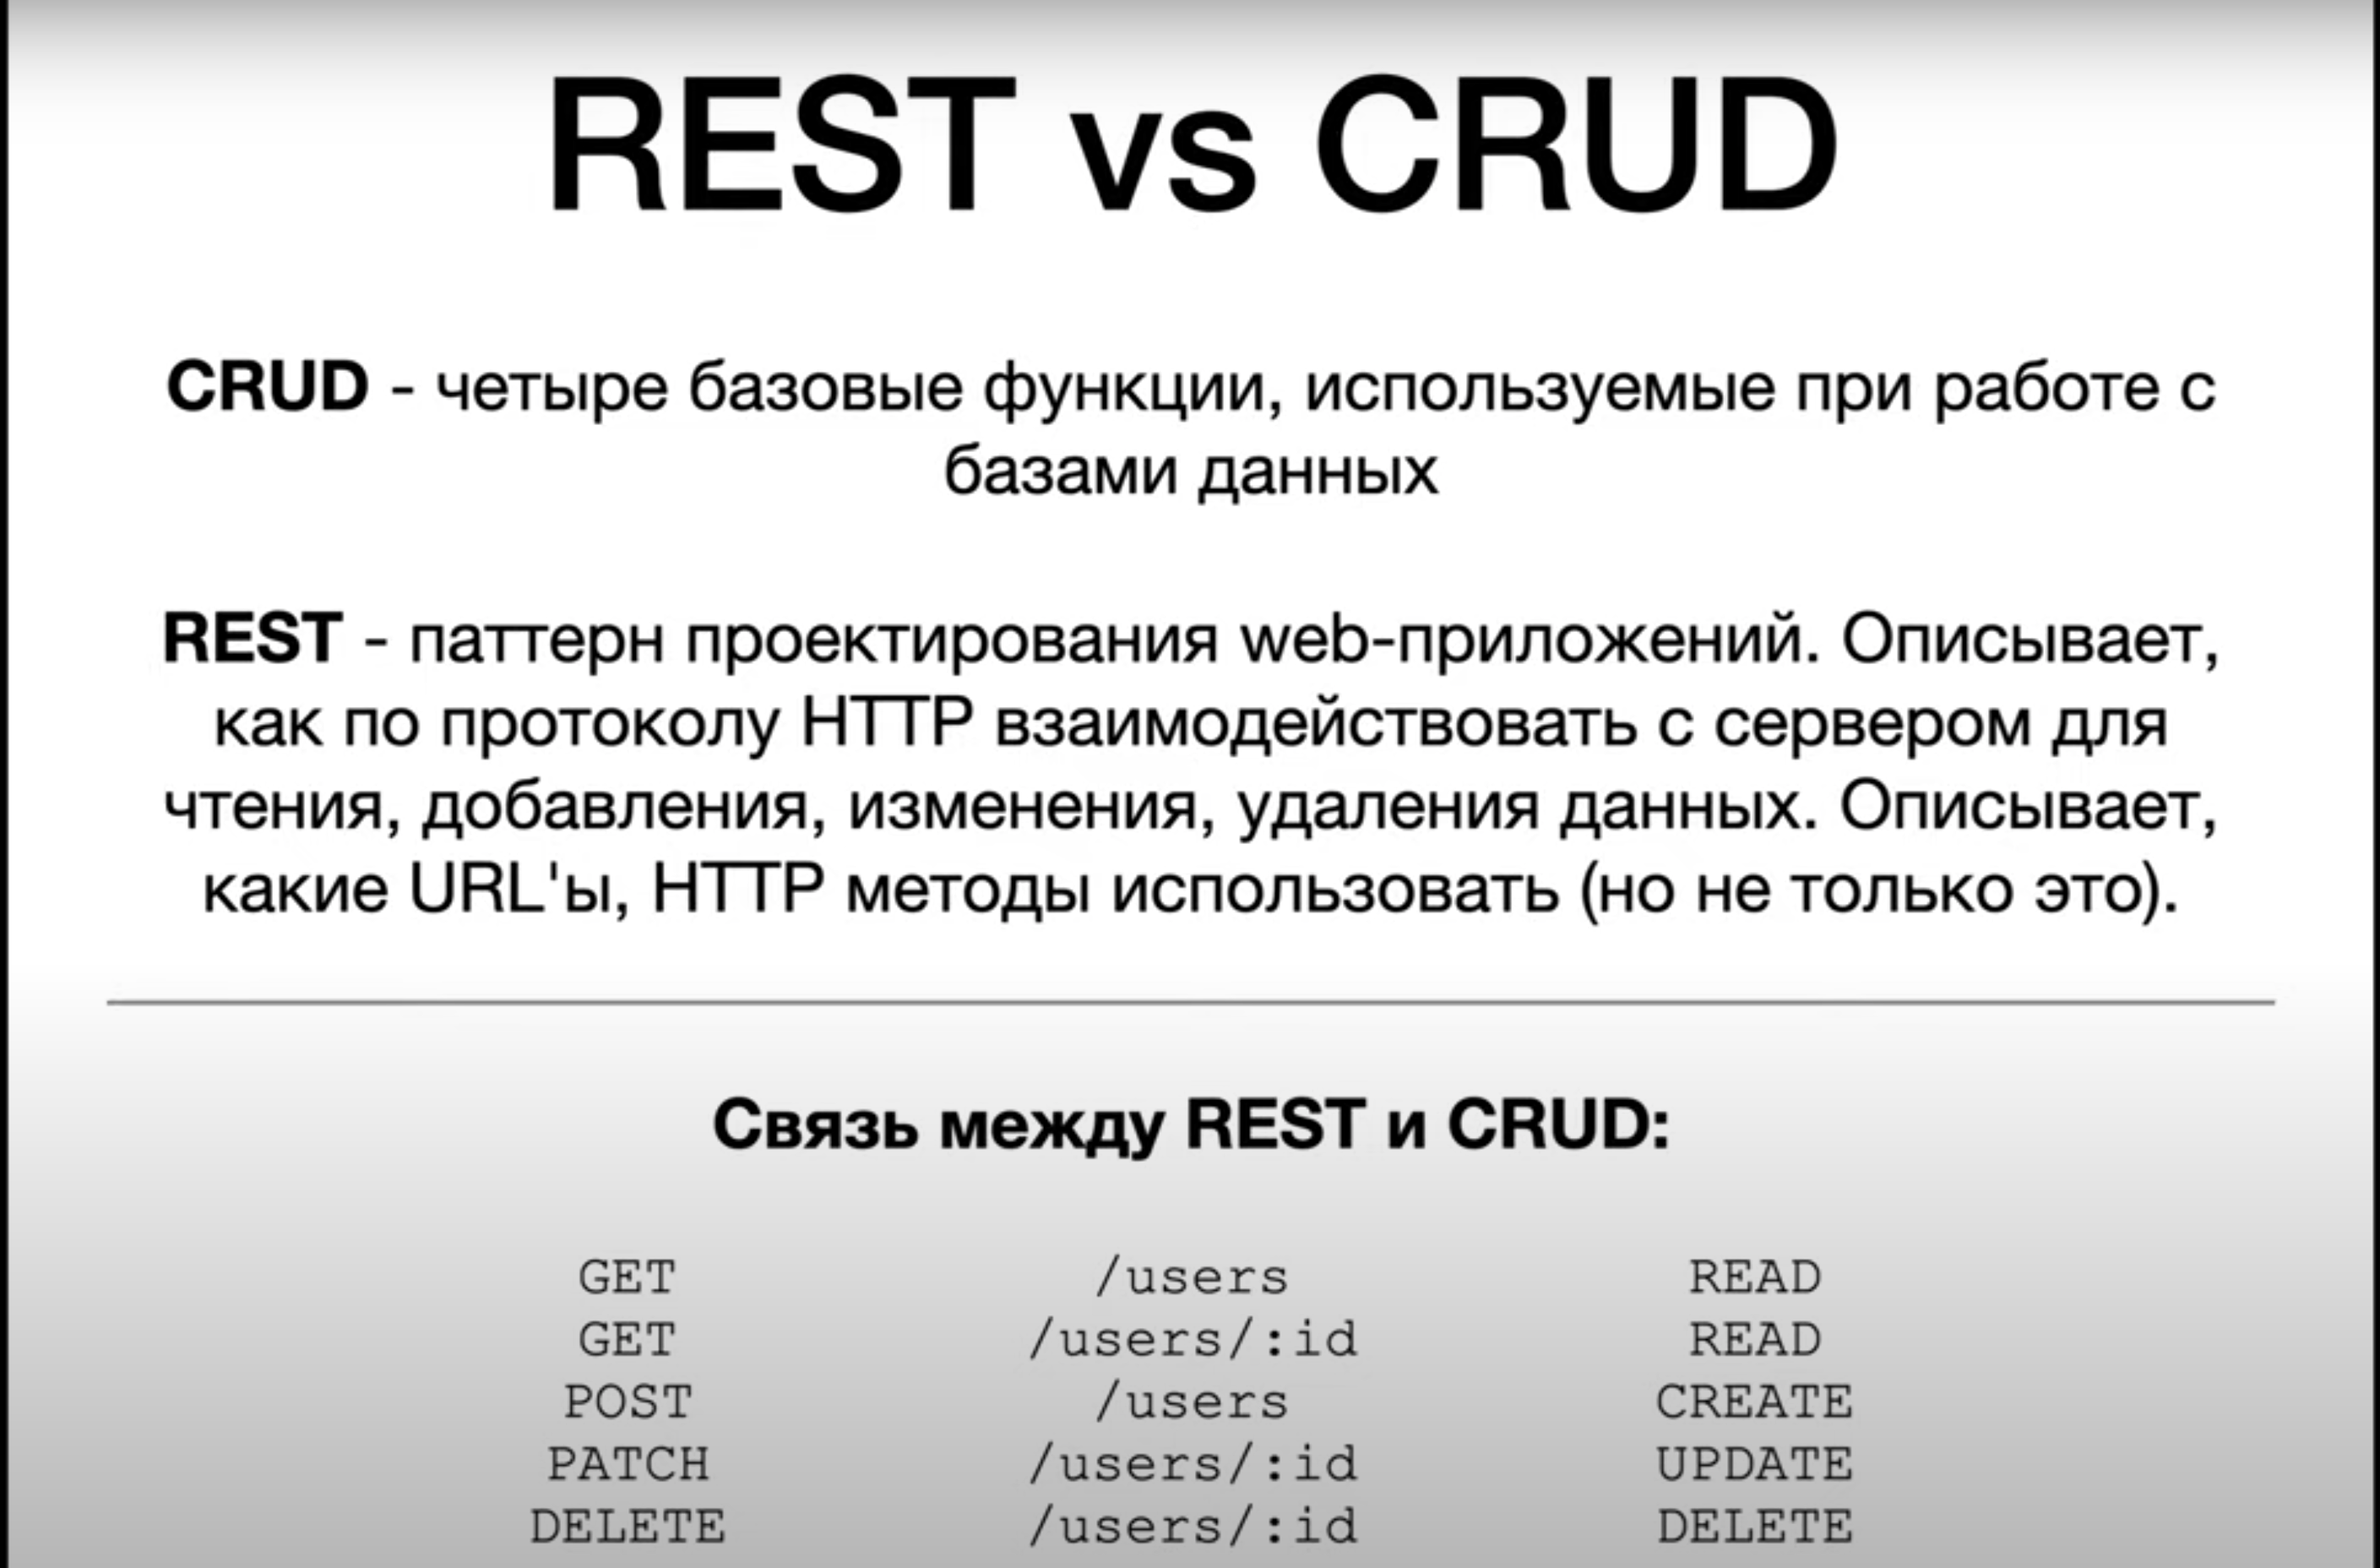 REST vs CRUD
CRUD - четыре базовые функции, используемые при работе с
базами данных
REST - паттерн проектирования web-приложений. Описывает,
как по протоколу HTTP взаимодействовать с сервером для
чтения, добавления, изменения, удаления данных. Описывает,
какие URL'ы, HTTP методы использовать (но не только это).
Связь между REST и CRUD:
GET /users READ
GET /users/:id READ
POST /users CREATE
PATCH /users/:id UPDATE
DELETE /users/:id DELETE